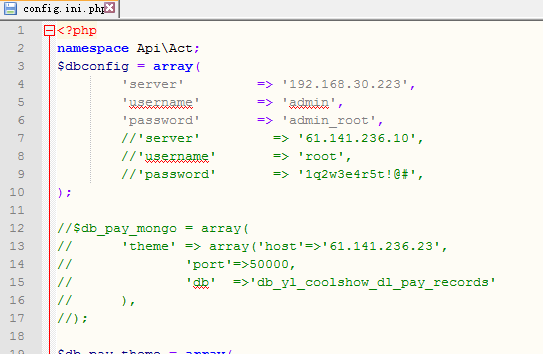 config.ini.php
1 <?php
2 namespace Api\Act;
3 $dbconfig = array(
4 'server' => '192.168.30.223',
5 'username' => 'admin',
6 'password' => 'admin_root',
7 //'server' => '61.141.236.10',
8 //'username' => 'root',
9 //'password' => '1q2w3e4r5t!@#',
10 );
11
12 //$db_pay_mongo = array(
13 // 'theme' => array('host'=>'61.141.236.23',
14 // 'port'=>50000,
15 // 'db' =>'db_yl_coolshow_dl_pay_records'
16 // ),
17 //);
18
19 $db_pay_theme = array(